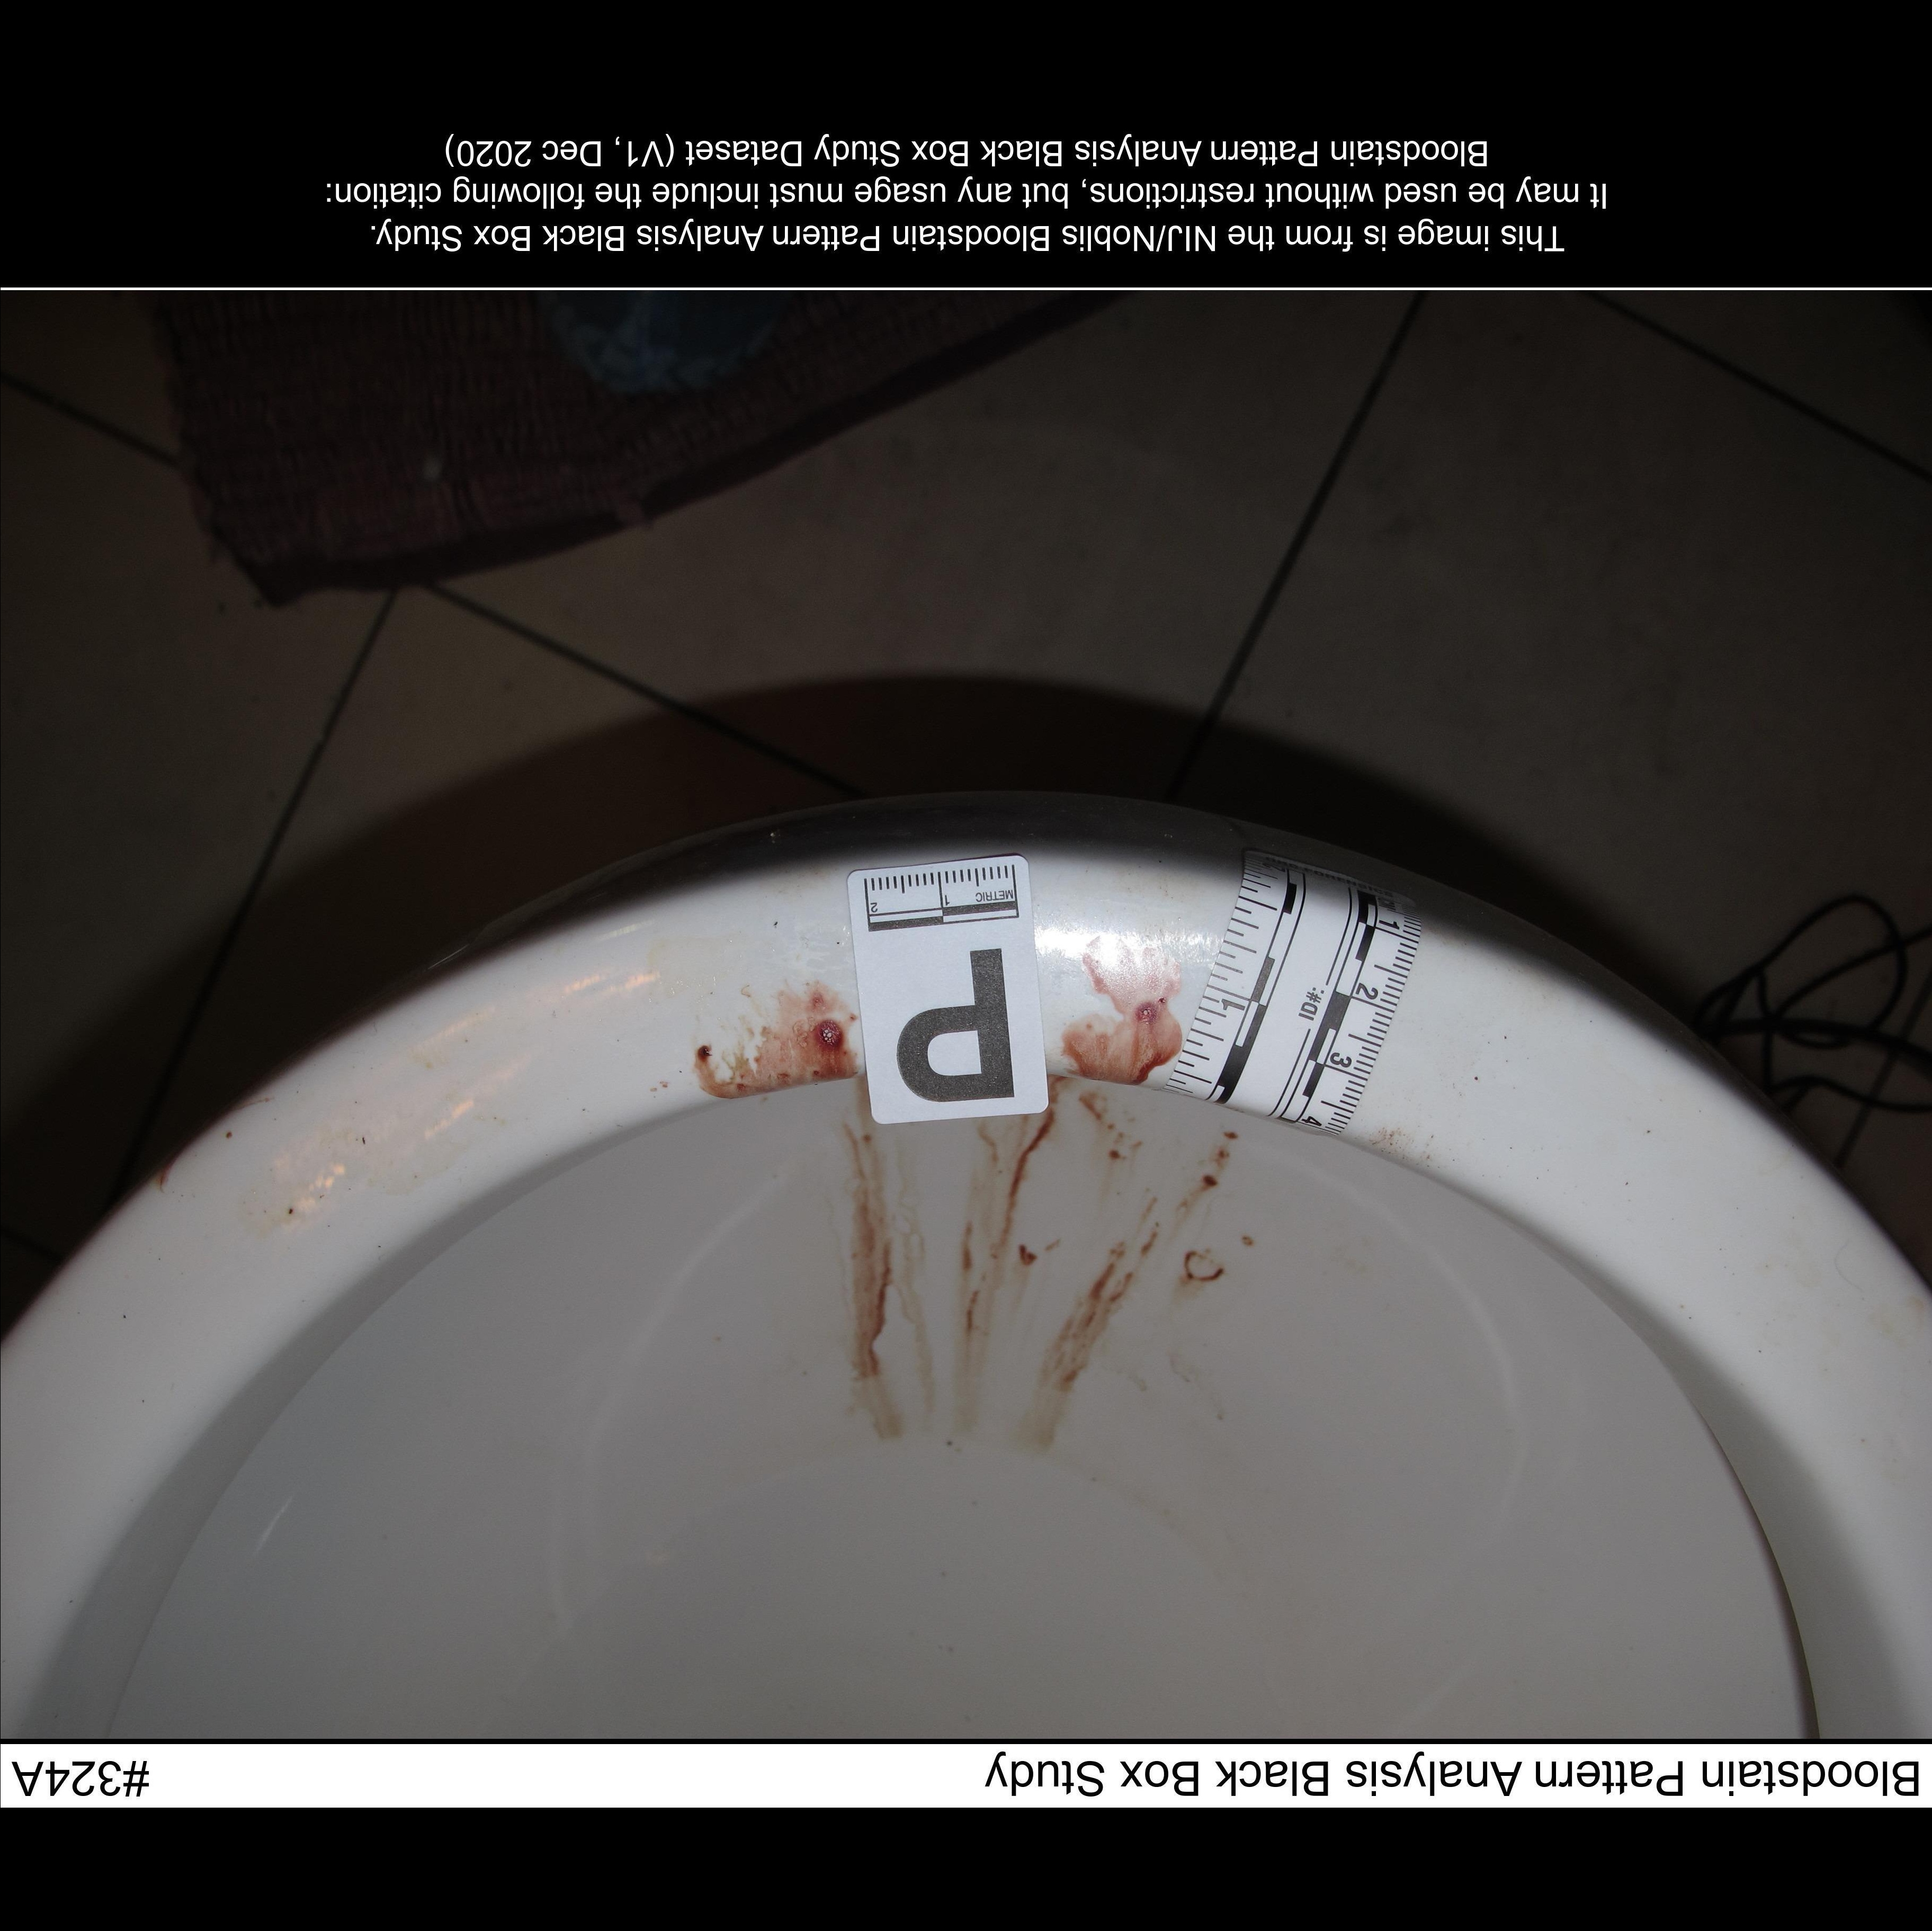 Bloodstain Pattern Analysis Black Box Study
#324A
P
METRIC
1
2
ID#:
1
1
2
3
4
This image is from the NIJ/Noblis Bloodstain Pattern Analysis Black Box Study.
It may be used without restrictions, but any usage must include the following citation:
Bloodstain Pattern Analysis Black Box Study Dataset (V1, Dec 2020)